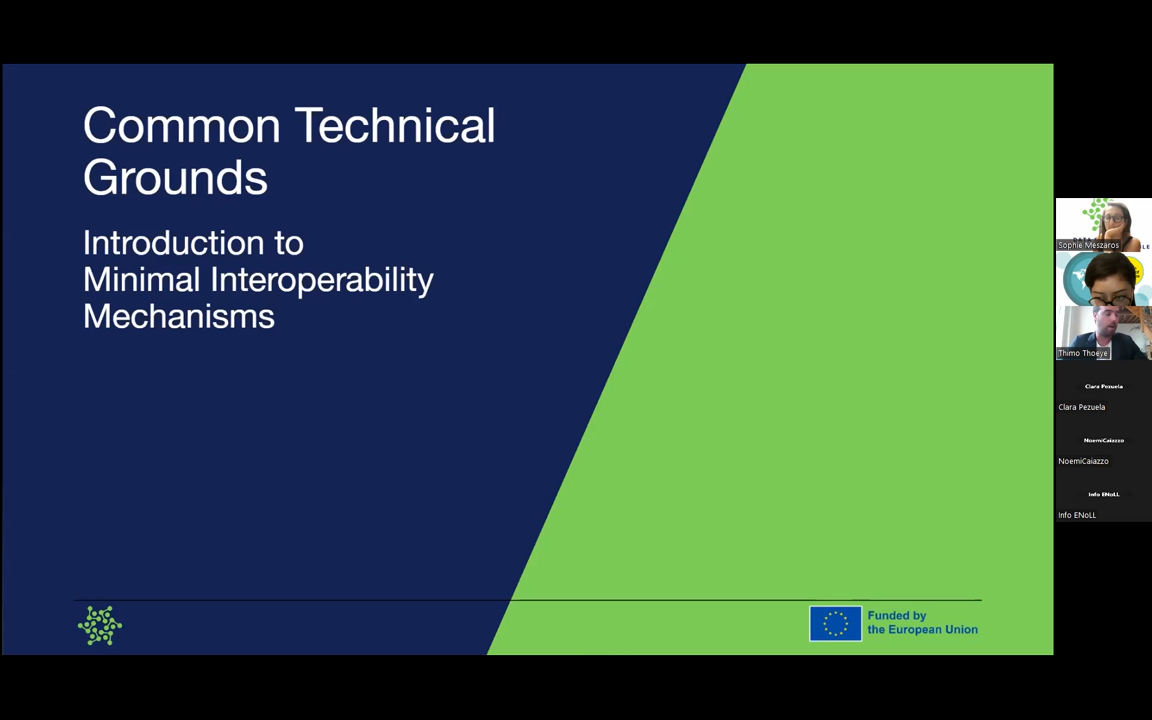 Common Technical
Grounds
Introduction to
Minimal Interoperability
Mechanisms
Funded by
the European Union
Sophie Meszaros
Thimo Thoeye
Clara Pezuela
Clara Pezuela
NoemiCaiazzo
NoemiCaiazzo
Info ENoLL
Info ENoLL